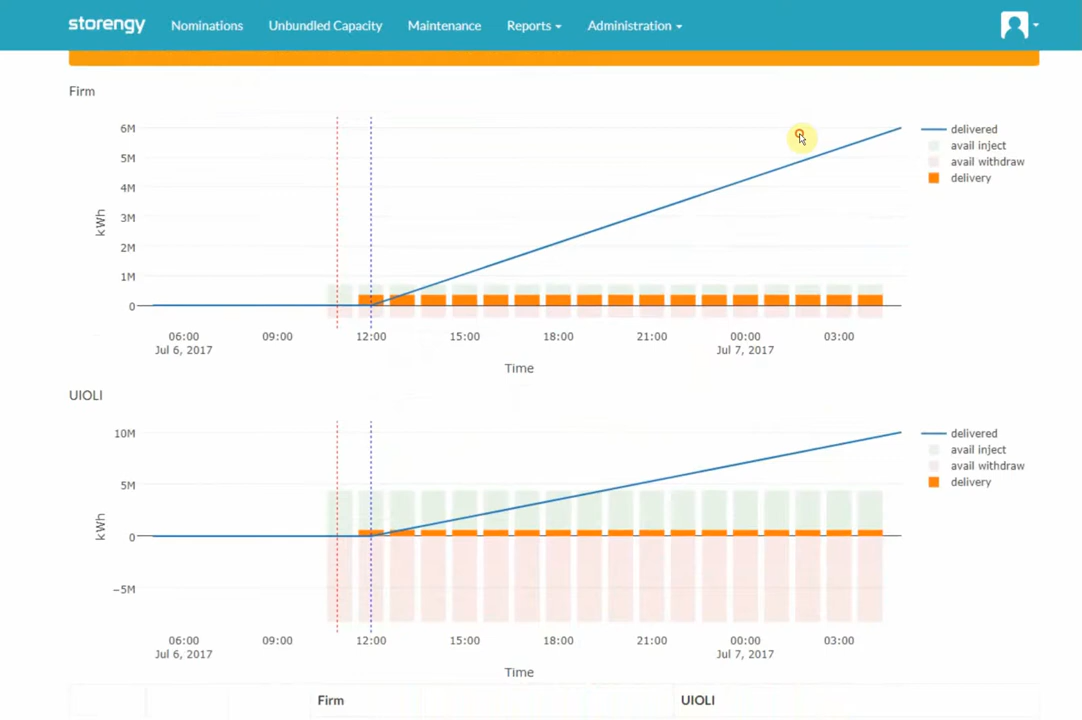 storengy Nominations Unbundled Capacity Maintenance Reports Administration
Firm
6M
5M
4M
3M
2M
1M
0
kWh
delivered
avail inject
avail withdraw
delivery
06:00 09:00 12:00 15:00 18:00 21:00 00:00 03:00
Jul 6, 2017 Jul 7, 2017
Time
UIOLI
10M
5M
0
−5M
kWh
delivered
avail inject
avail withdraw
delivery
06:00 09:00 12:00 15:00 18:00 21:00 00:00 03:00
Jul 6, 2017 Jul 7, 2017
Time
Firm UIOLI